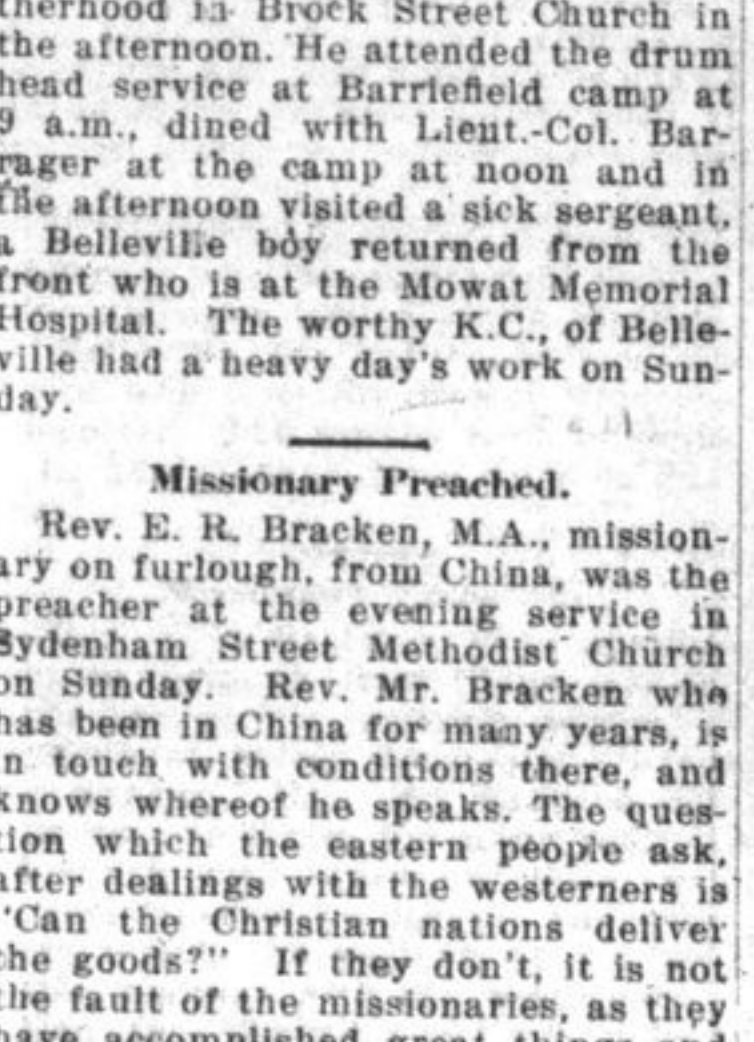 therhood in Brock Street Church in
the afternoon. He attended the drum
head service at Barriefield camp at
9 a.m., dined with Lieut.-Col. Bar-
rager at the camp at noon and in
the afternoon visited a sick sergeant,
a Belleville boy returned from the
front who is at the Mowat Memorial
Hospital. The worthy K.C., of Belle-
ville had a heavy day's work on Sun-
day.
Missionary Preached.
Rev. E. R. Bracken, M.A., mission-
ary on furlough, from China, was the
preacher at the evening service in
Sydenham Street Methodist Church
on Sunday. Rev. Mr. Bracken who
has been in China for many years, is
in touch with conditions there, and
knows whereof he speaks. The ques-
tion which the eastern people ask,
after dealings with the westerners is
"Can the Christian nations deliver
the goods?" If they don't, it is not
the fault of the missionaries, as they
have accomplished great things and